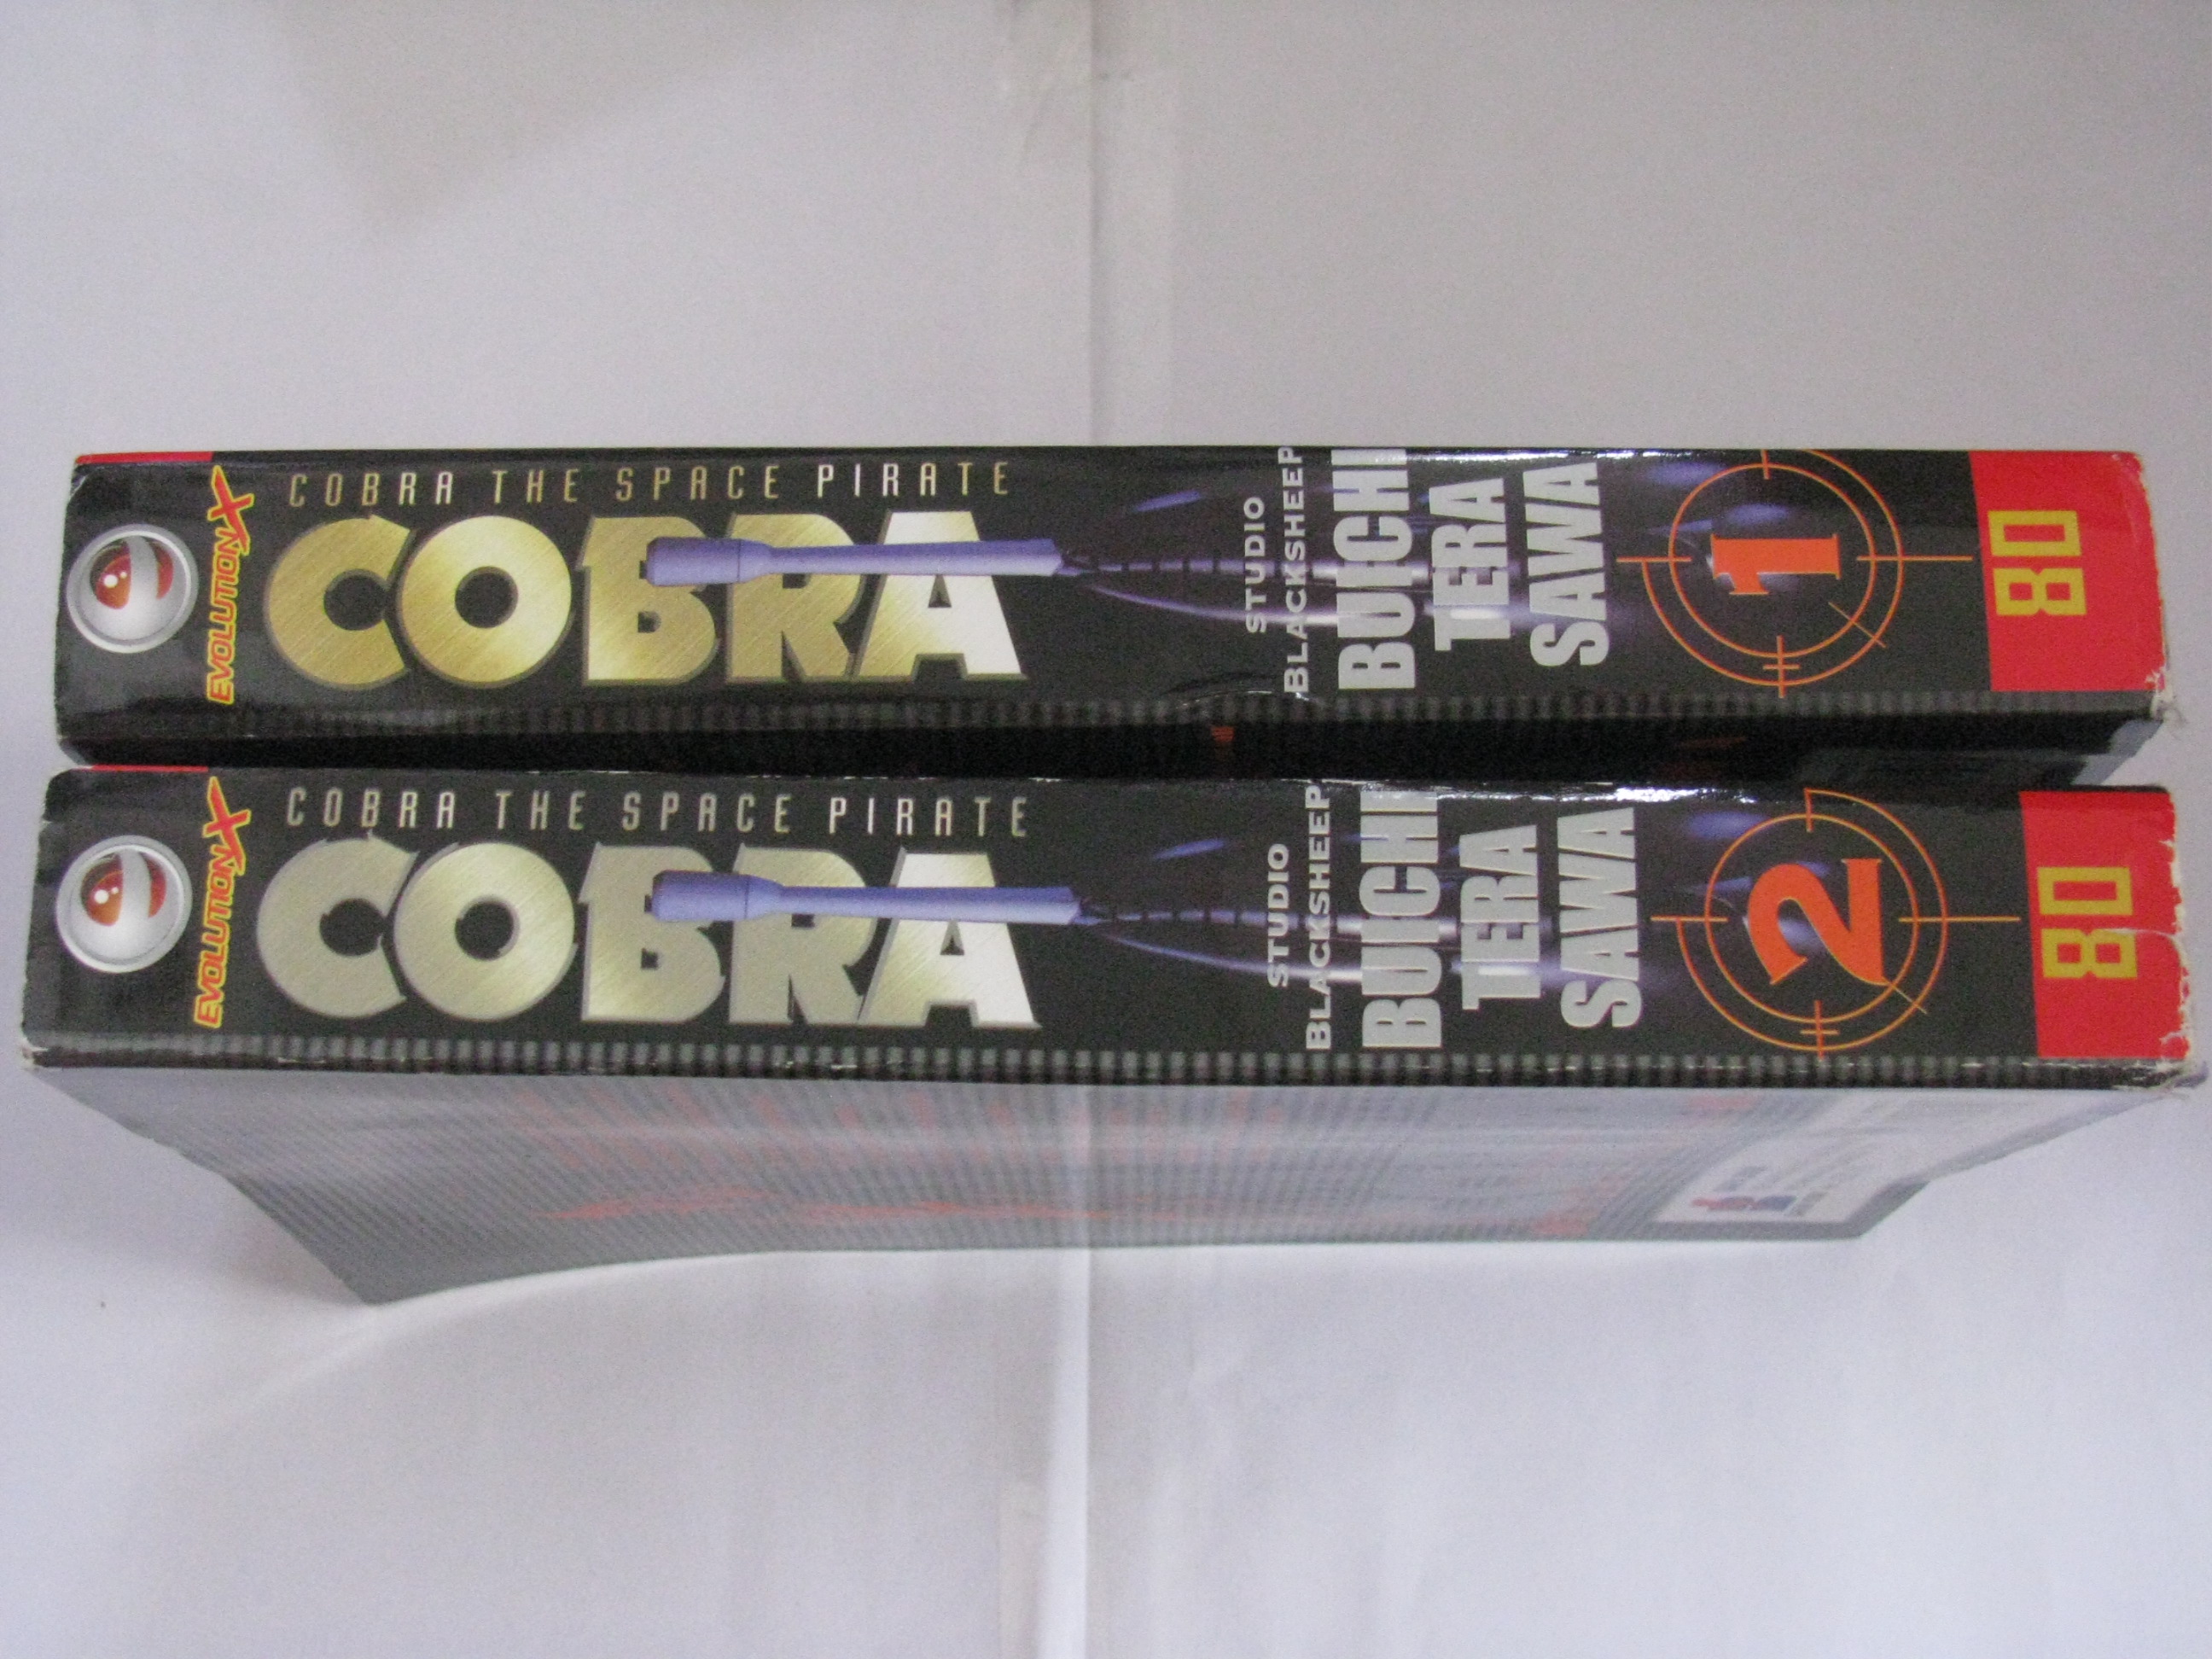 EVOLUTION X
COBRA THE SPACE PIRATE
COBRA
STUDIO
BLACKSHEEP
BUICHI
TERA
SAWA
1
80
EVOLUTION X
COBRA THE SPACE PIRATE
COBRA
STUDIO
BLACKSHEEP
BUICHI
TERA
SAWA
2
80